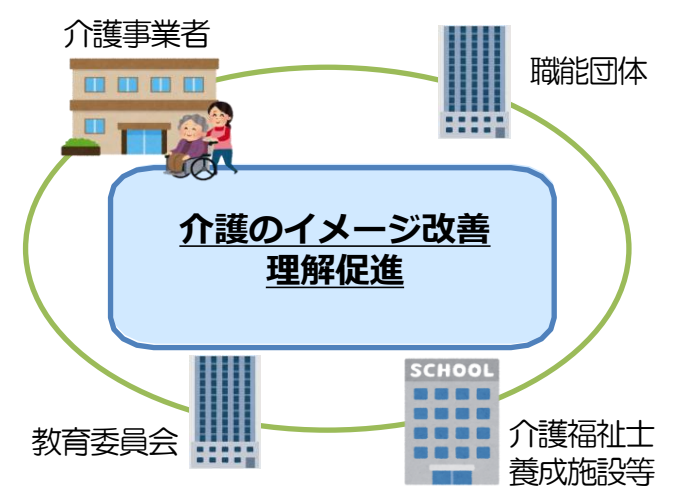 介護事業者
職能団体
介護のイメージ改善
理解促進
SCHOOL
教育委員会
介護福祉士
養成施設等